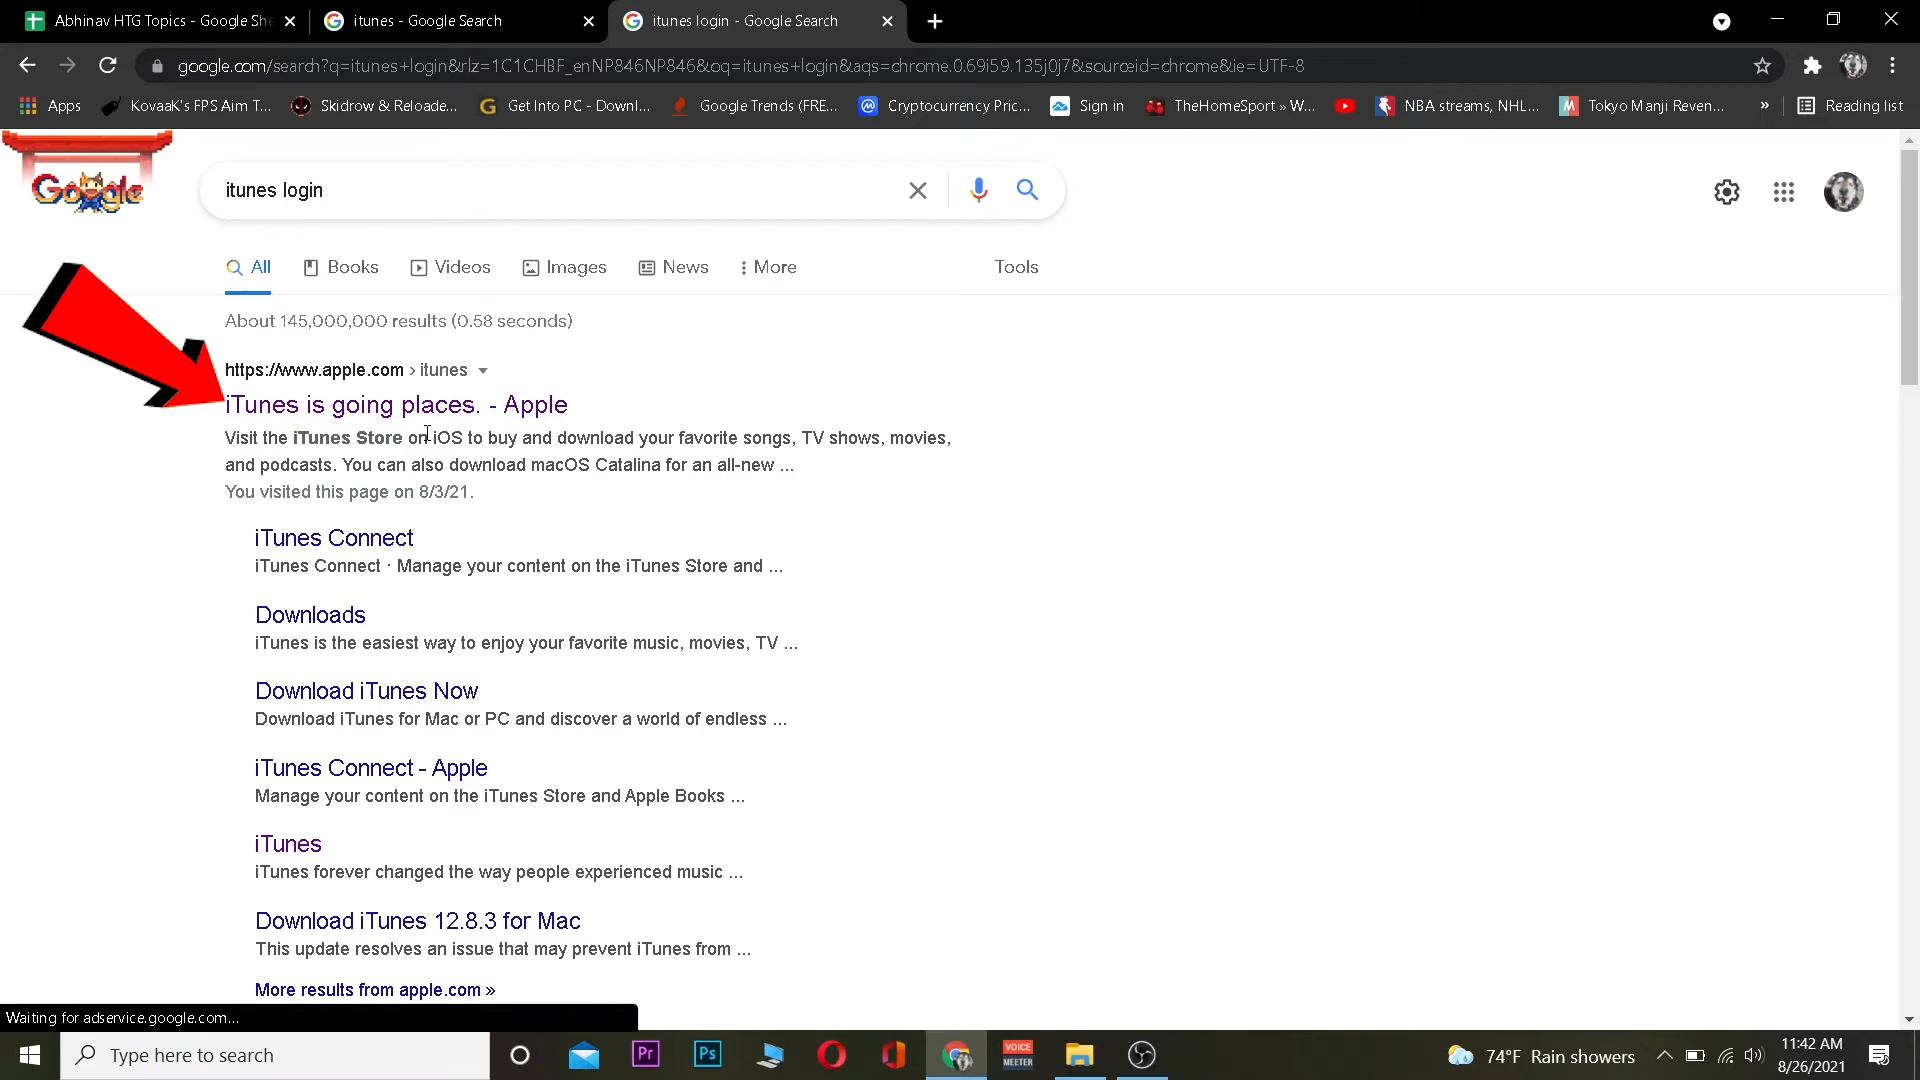 Abhinav HTG Topics - Google She
itunes - Google Search
itunes login - Google Search
google.com/search?q=itunes+login&rlz=1C1CHBF_enNP846NP846&oq=itunes+login&aqs=chrome.0.69i59.135j0j7&sourceid=chrome&ie=UTF-8
Apps
KovaaK's FPS Aim T...
Skidrow & Reloade...
Get Into PC - Downl...
Google Trends (FRE...
Cryptocurrency Pric...
Sign in
TheHomeSport » W...
NBA streams, NHL...
Tokyo Manji Reven...
»
Reading list
Google
itunes login
All
Books
Videos
Images
News
More
Tools
About 145,000,000 results (0.58 seconds)
https://www.apple.com › itunes
iTunes is going places. - Apple
Visit the iTunes Store on iOS to buy and download your favorite songs, TV shows, movies,
and podcasts. You can also download macOS Catalina for an all-new ...
You visited this page on 8/3/21.
iTunes Connect
iTunes Connect · Manage your content on the iTunes Store and ...
Downloads
iTunes is the easiest way to enjoy your favorite music, movies, TV ...
Download iTunes Now
Download iTunes for Mac or PC and discover a world of endless ...
iTunes Connect - Apple
Manage your content on the iTunes Store and Apple Books ...
iTunes
iTunes forever changed the way people experienced music ...
Download iTunes 12.8.3 for Mac
This update resolves an issue that may prevent iTunes from ...
More results from apple.com »
Waiting for adservice.google.com...
Type here to search
Pr
Ps
VOICE
MEETER
74°F Rain showers
11:42 AM
8/26/2021